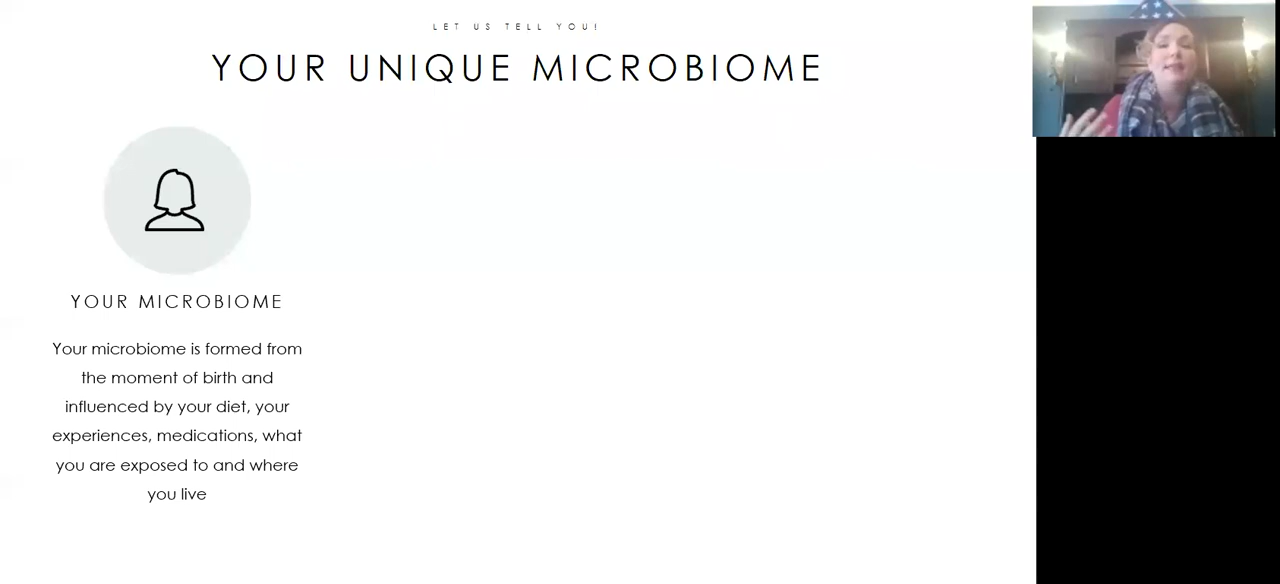 LET US TELL YOU!
YOUR UNIQUE MICROBIOME
YOUR MICROBIOME
Your microbiome is formed from
the moment of birth and
influenced by your diet, your
experiences, medications, what
you are exposed to and where
you live